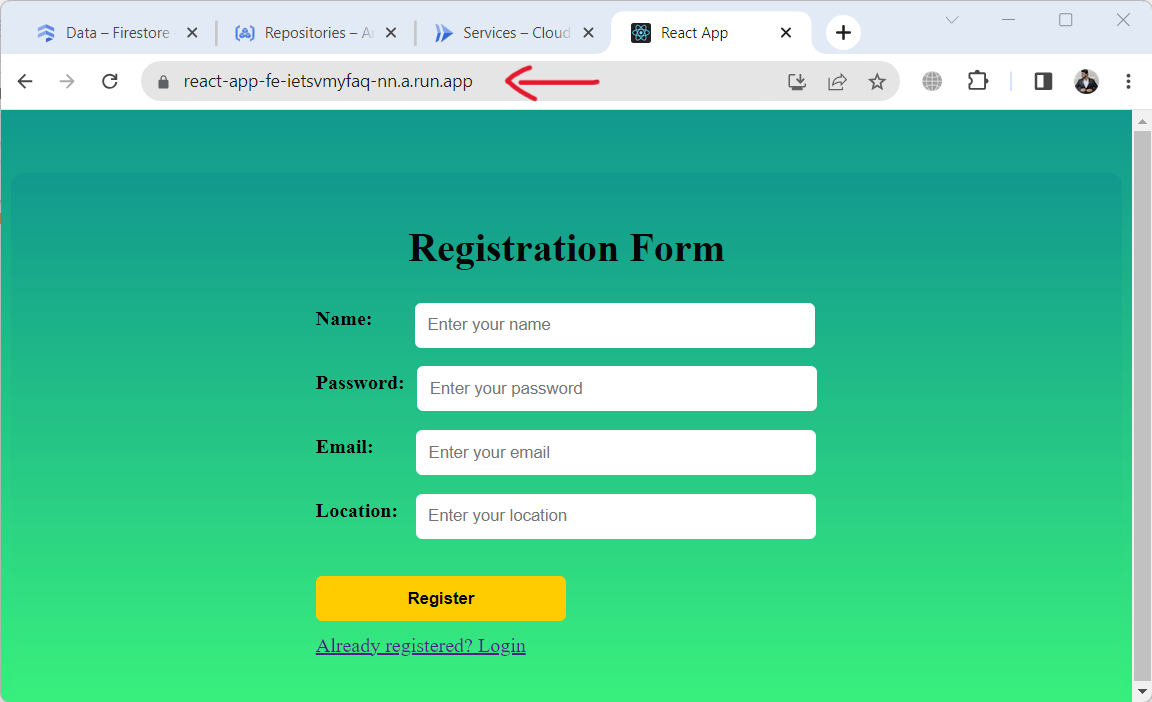 Data – Firestore
Repositories – Ar
Services – Cloud
React App
react-app-fe-ietsvmyfaq-nn.a.run.app
Registration Form
Name:
Enter your name
Password:
Enter your password
Email:
Enter your email
Location:
Enter your location
Register
Already registered? Login